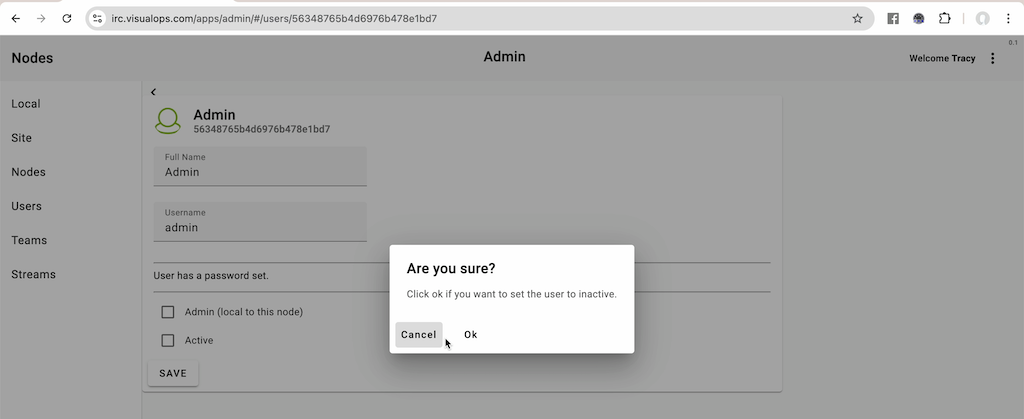 irc.visualops.com/apps/admin/#/users/56348765b4d6976b478e1bd7
0.1
Nodes
Admin
Welcome Tracy
Local
Site
Nodes
Users
Teams
Streams
Admin
56348765b4d6976b478e1bd7
Full Name
Admin
Username
admin
User has a password set.
Admin (local to this node)
Active
SAVE
Are you sure?
Click ok if you want to set the user to inactive.
Cancel Ok